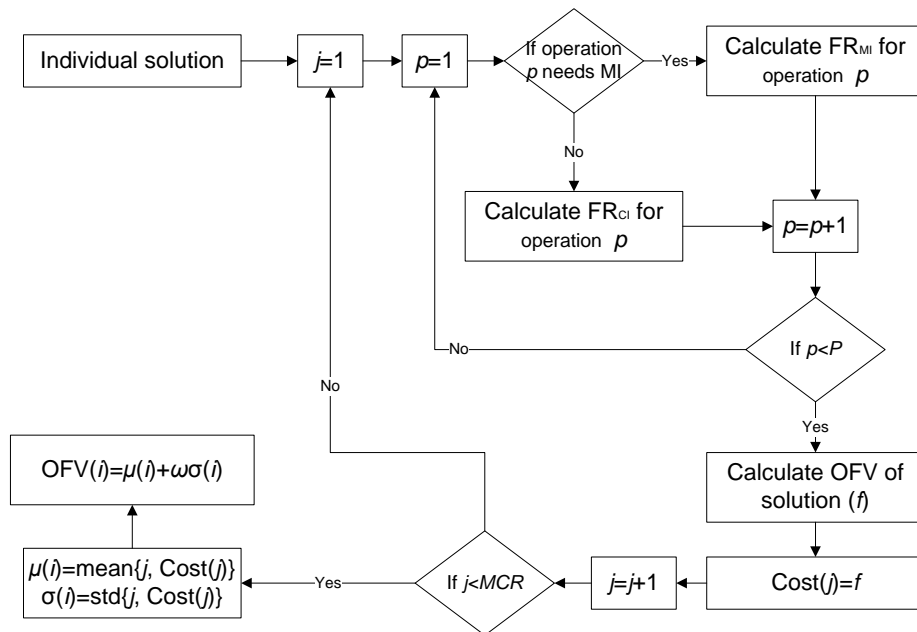 Individual solution
j=1
p=1
If operation
p needs MI
Yes
Calculate FRMI for
operation p
No
Calculate FRCI for
operation p
p=p+1
If p<P
No
Yes
Calculate OFV of
solution (f)
Cost(j)=f
j=j+1
If j<MCR
No
Yes
μ(i)=mean{j, Cost(j)}
σ(i)=std{j, Cost(j)}
OFV(i)=μ(i)+ωσ(i)